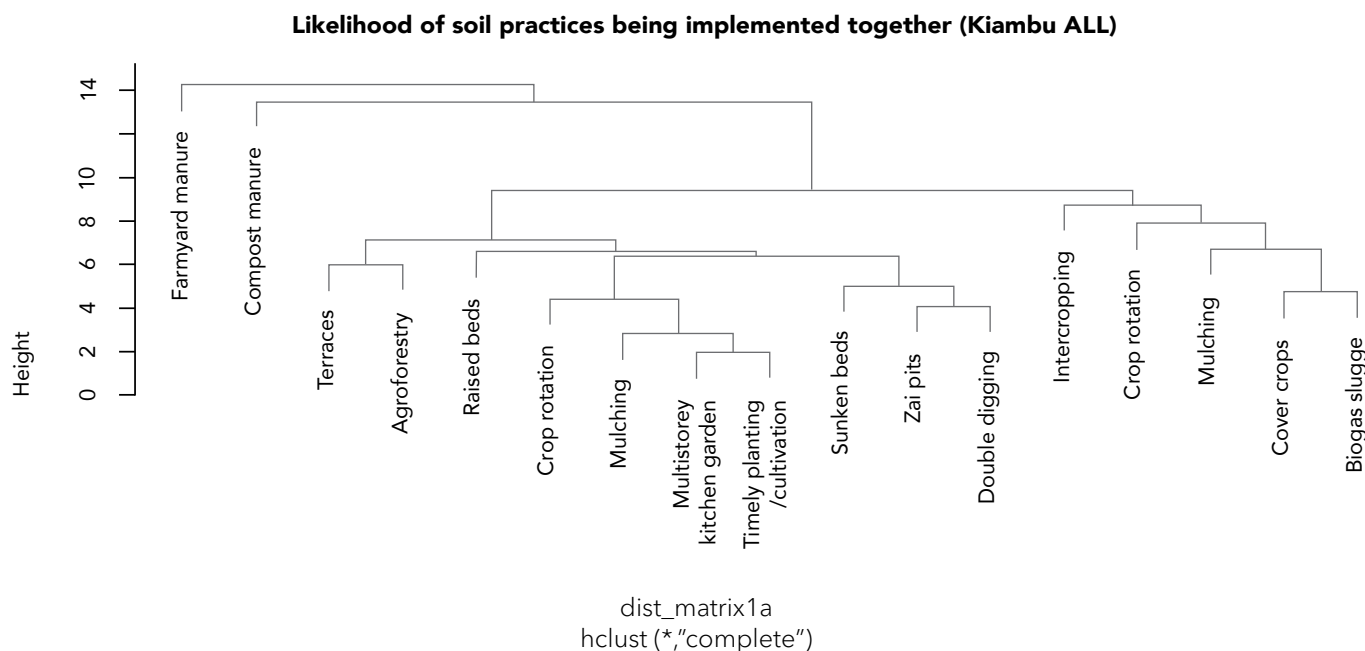 Likelihood of soil practices being implemented together (Kiambu ALL)
Height
14
10
8
6
4
2
0
Farmyard manure
Compost manure
Terraces
Agroforestry
Raised beds
Crop rotation
Mulching
Multistorey
kitchen garden
Timely planting
/cultivation
Sunken beds
Zai pits
Double digging
Intercropping
Crop rotation
Mulching
Cover crops
Biogas slugge
dist_matrix1a
hclust (*,”complete”)